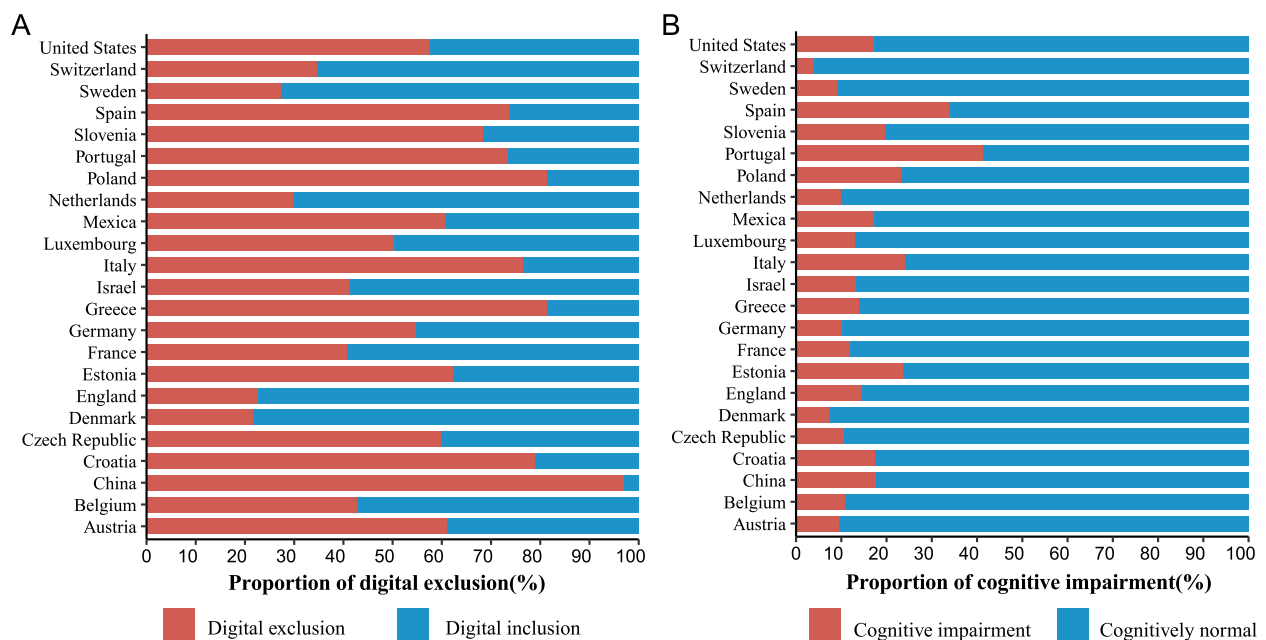 A
United States
Switzerland
Sweden
Spain
Slovenia
Portugal
Poland
Netherlands
Mexica
Luxembourg
Italy
Israel
Greece
Germany
France
Estonia
England
Denmark
Czech Republic
Croatia
China
Belgium
Austria
0 10 20 30 40 50 60 70 80 90 100
Proportion of digital exclusion(%)
Digital exclusion Digital inclusion
B
United States
Switzerland
Sweden
Spain
Slovenia
Portugal
Poland
Netherlands
Mexica
Luxembourg
Italy
Israel
Greece
Germany
France
Estonia
England
Denmark
Czech Republic
Croatia
China
Belgium
Austria
0 10 20 30 40 50 60 70 80 90 100
Proportion of cognitive impairment(%)
Cognitive impairment Cognitively normal